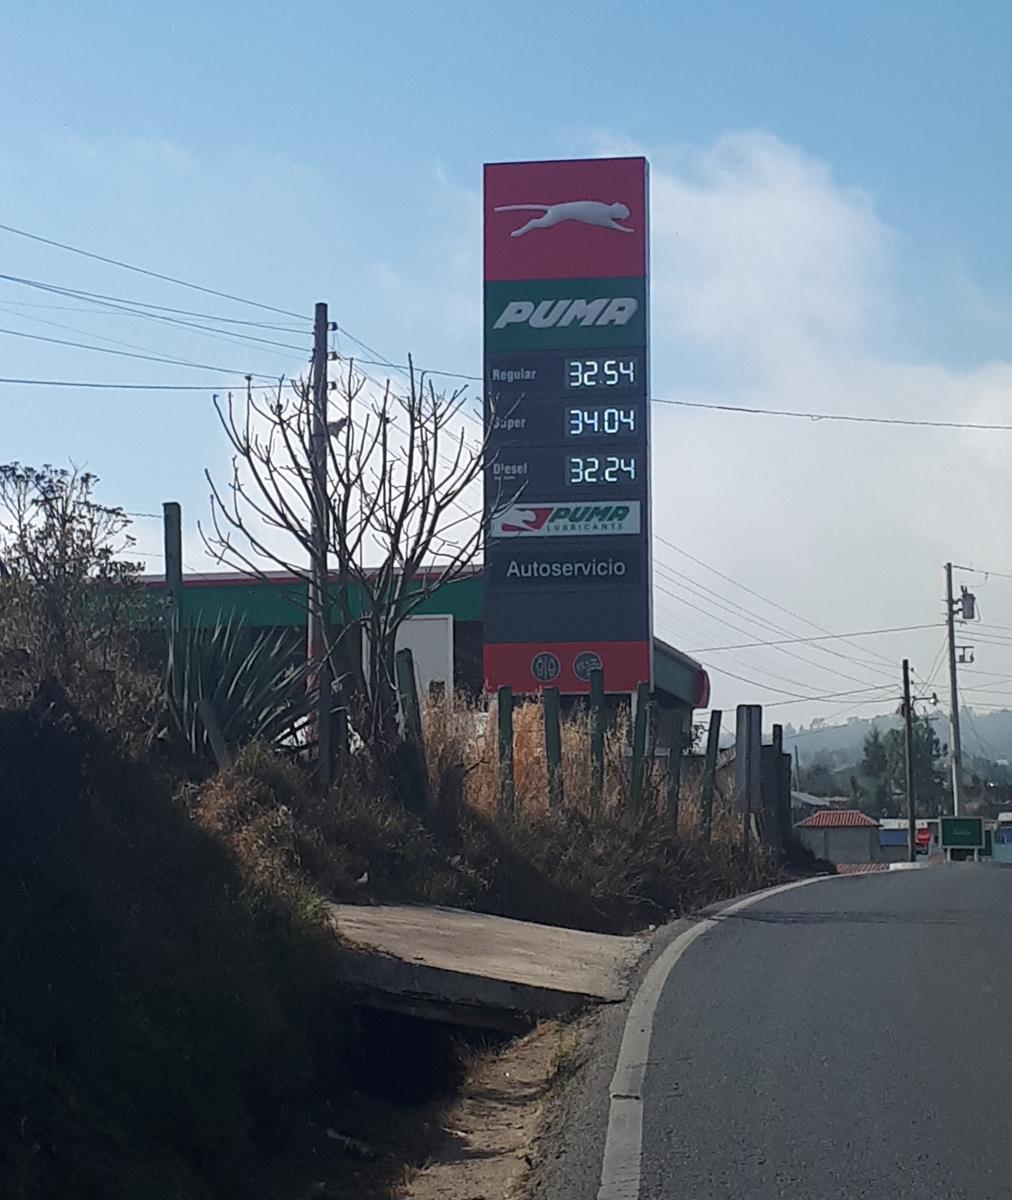 PUMA
Regular 32.54
Super 34.04
Diesel 32.24
PUMA
LUBRICANTS
Autoservicio